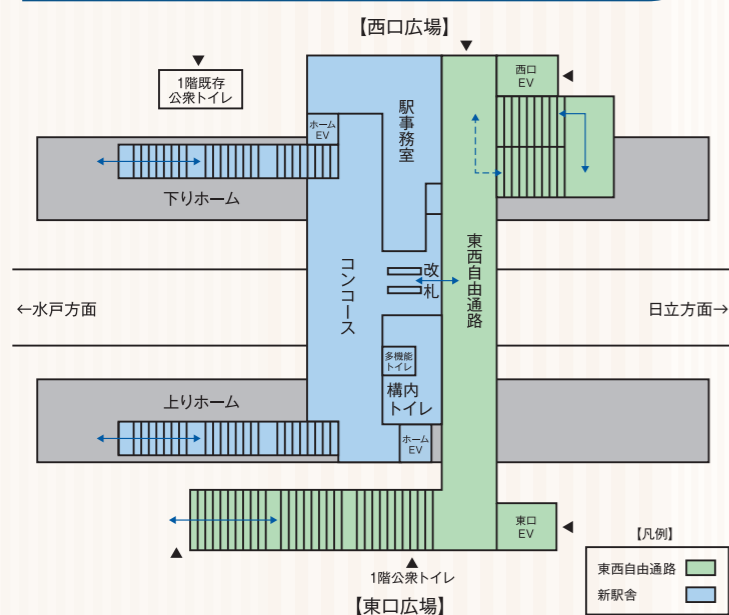 【西口広場】
1階既存
公衆トイレ
西口
EV
ホーム
EV
駅事務室
下りホーム
コンコース
改札
東西自由通路
←水戸方面
日立方面→
多機能
トイレ
構内
トイレ
上りホーム
ホーム
EV
東口
EV
1階公衆トイレ
【東口広場】
【凡例】
東西自由通路
新駅舎